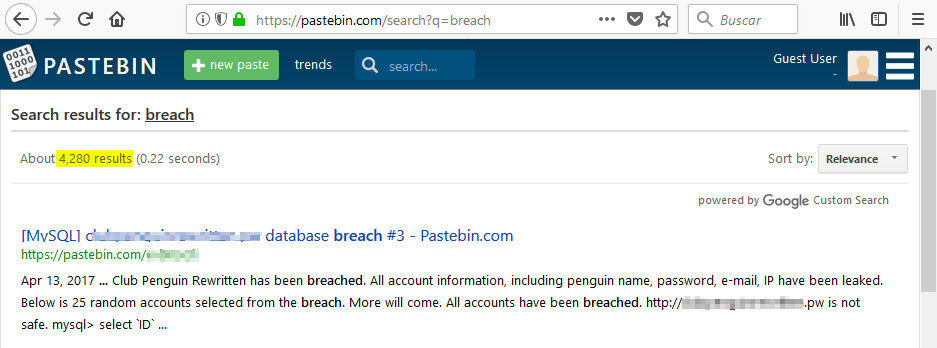 https://pastebin.com/search?q=breach
Buscar
0011
1000
101
PASTEBIN
+ new paste
trends
search...
Guest User
-
Search results for: breach
About 4,280 results (0.22 seconds)
Sort by:
Relevance
powered by Google Custom Search
[MySQL] database breach #3 - Pastebin.com
https://pastebin.com/
Apr 13, 2017 ... Club Penguin Rewritten has been breached. All account information, including penguin name, password, e-mail, IP have been leaked.
Below is 25 random accounts selected from the breach. More will come. All accounts have been breached. http:// .pw is not
safe. mysql> select `ID` ...